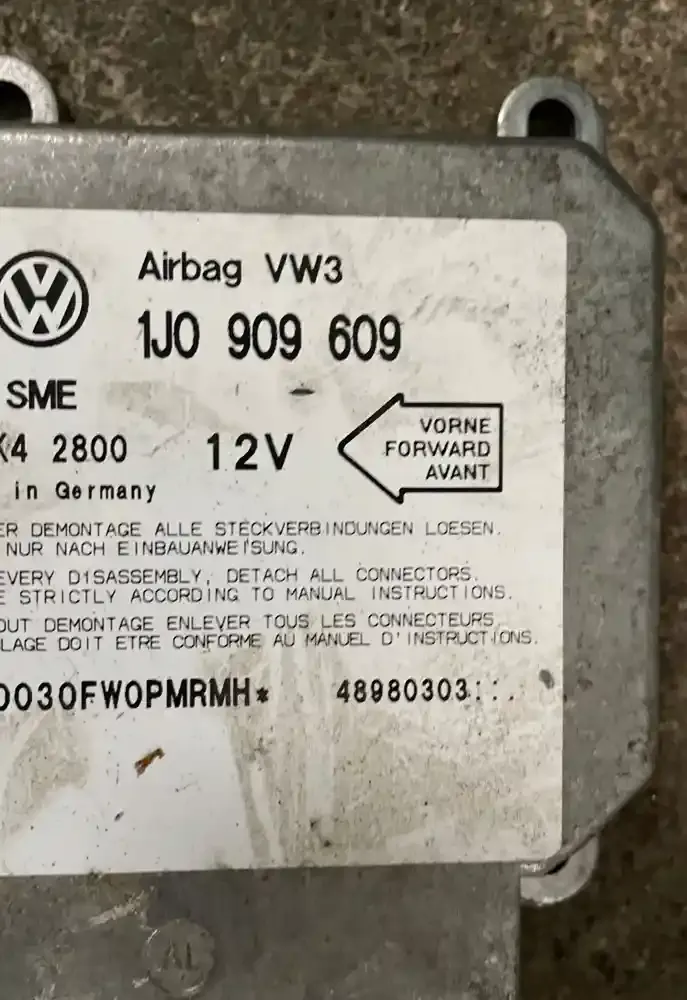 Airbag VW3
1J0 909 609
SME
K4 2800 12V
VORNE
FORWARD
AVANT
in Germany
ER DEMONTAGE ALLE STECKVERBINDUNGEN LOESEN.
NUR NACH EINBAUANWEISUNG.
EVERY DISASSEMBLY, DETACH ALL CONNECTORS.
E STRICTLY ACCORDING TO MANUAL INSTRUCTIONS.
OUT DEMONTAGE ENLEVER TOUS LES CONNECTEURS.
LAGE DOIT ETRE CONFORME AU MANUEL D'INSTRUCTIONS.
0030FW0PMRMH* 48980303
AL